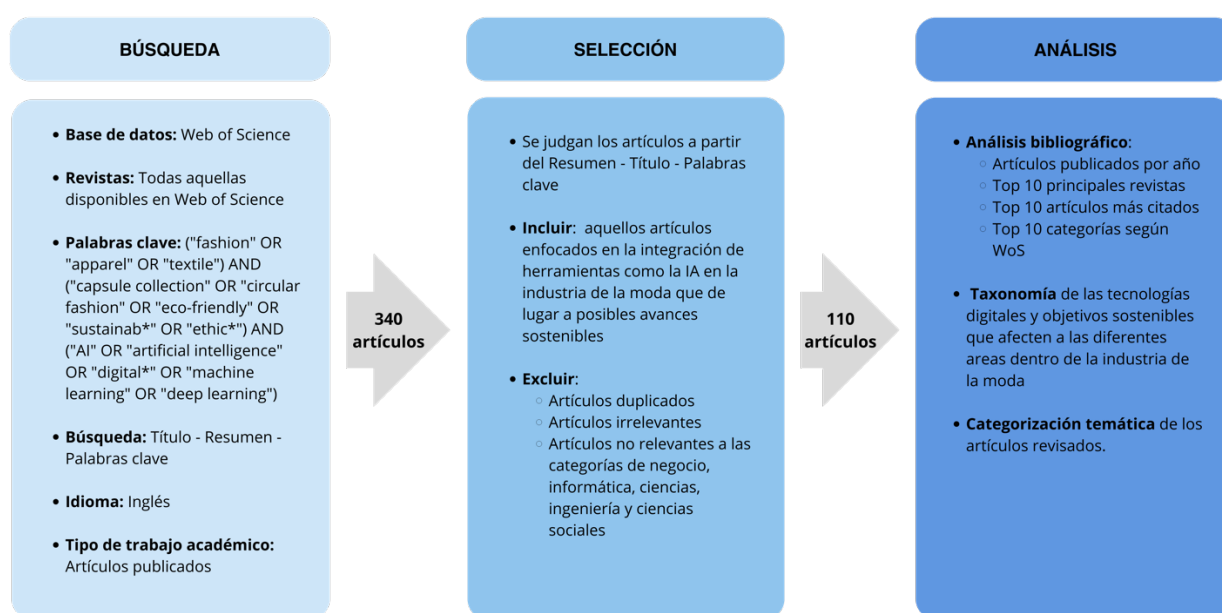 BÚSQUEDA
• Base de datos: Web of Science
• Revistas: Todas aquellas
disponibles en Web of Science
• Palabras clave: ("fashion" OR
"apparel" OR "textile") AND
("capsule collection" OR "circular
fashion" OR "eco-friendly" OR
"sustainab*" OR "ethic*") AND
("AI" OR "artificial intelligence"
OR "digital*" OR "machine
learning" OR "deep learning")
• Búsqueda: Título - Resumen -
Palabras clave
• Idioma: Inglés
• Tipo de trabajo académico:
Artículos publicados
340
artículos
SELECCIÓN
• Se judgan los artículos a partir
del Resumen - Título - Palabras
clave
• Incluir: aquellos artículos
enfocados en la integración de
herramientas como la IA en la
industria de la moda que de
lugar a posibles avances
sostenibles
• Excluir:
○ Artículos duplicados
○ Artículos irrelevantes
○ Artículos no relevantes a las
categorías de negocio,
informática, ciencias,
ingeniería y ciencias
sociales
110
artículos
ANÁLISIS
• Análisis bibliográfico:
○ Artículos publicados por año
○ Top 10 principales revistas
○ Top 10 artículos más citados
○ Top 10 categorías según
WoS
• Taxonomía de las tecnologías
digitales y objetivos sostenibles
que afecten a las diferentes
areas dentro de la industria de
la moda
• Categorización temática de los
artículos revisados.